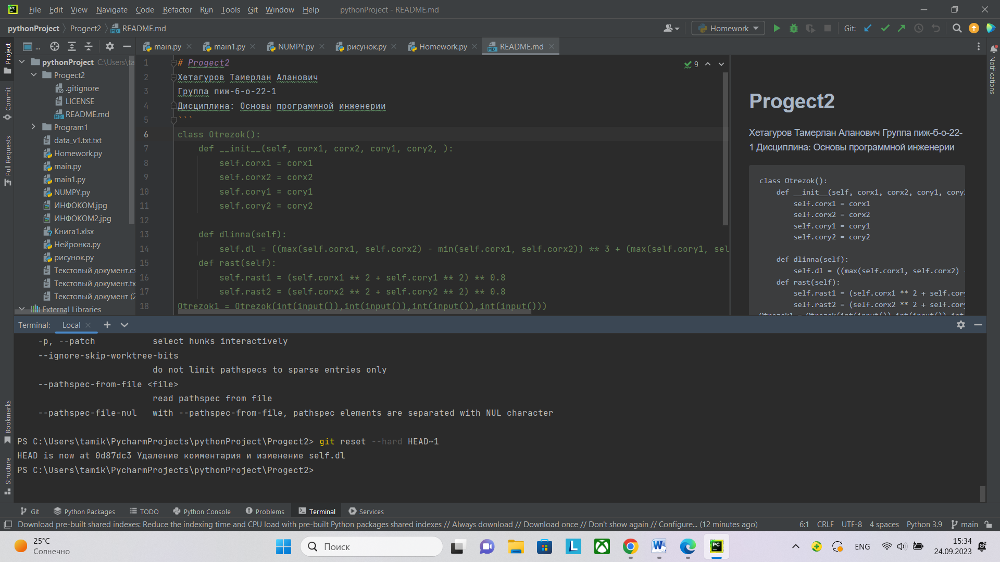 File Edit View Navigate Code Refactor Run Tools Git Window Help pythonProject - README.md
pythonProject Progect2 README.md Homework Git:
Project ... main.py main1.py NUMPY.py рисунок.py Homework.py README.md
pythonProject C:\Users\ta
Progect2
.gitignore
LICENSE
README.md
Program1
data_v1.txt.txt
Homework.py
main.py
main1.py
NUMPY.py
ИНФОКОМ.jpg
ИНФОКОМ2.jpg
Книга1.xlsx
Нейронка.py
рисунок.py
Текстовый документ.cs
Текстовый документ.tx
Текстовый документ (2
External Libraries
Commit
Pull Requests
Bookmarks
Structure
Notifications
9
1 # Progect2
2 Хетагуров Тамерлан Аланович
3 Группа пиж-б-о-22-1
4 Дисциплина: Основы программной инженерии
5 ```
6 class Otrezok():
7 def __init__(self, corx1, corx2, cory1, cory2, ):
8 self.corx1 = corx1
9 self.corx2 = corx2
10 self.cory1 = cory1
11 self.cory2 = cory2
12
13 def dlinna(self):
14 self.dl = ((max(self.corx1, self.corx2) - min(self.corx1, self.corx2)) ** 3 + (max(self.cory1, sel
15 def rast(self):
16 self.rast1 = (self.corx1 ** 2 + self.cory1 ** 2) ** 0.8
17 self.rast2 = (self.corx2 ** 2 + self.cory2 ** 2) ** 0.8
18 Otrezok1 = Otrezok(int(input()),int(input()),int(input()),int(input()))
Progect2
Хетагуров Тамерлан Аланович Группа пиж-б-о-22-
1 Дисциплина: Основы программной инженерии
class Otrezok():
def __init__(self, corx1, corx2, cory1, cory2
self.corx1 = corx1
self.corx2 = corx2
self.cory1 = cory1
self.cory2 = cory2
def dlinna(self):
self.dl = ((max(self.corx1, self.corx2) -
def rast(self):
self.rast1 = (self.corx1 ** 2 + self.cory
self.rast2 = (self.corx2 ** 2 + self.cory
Otrezok1 = Otrezok(int(input()),int(input()),int
Terminal: Local
-p, --patch select hunks interactively
--ignore-skip-worktree-bits
do not limit pathspecs to sparse entries only
--pathspec-from-file <file>
read pathspec from file
--pathspec-file-nul with --pathspec-from-file, pathspec elements are separated with NUL character
PS C:\Users\tamik\PycharmProjects\pythonProject\Progect2> git reset --hard HEAD~1
HEAD is now at 0d87dc3 Удаление комментария и изменение self.dl
PS C:\Users\tamik\PycharmProjects\pythonProject\Progect2>
Git Python Packages TODO Python Console Problems Terminal Services
Download pre-built shared indexes: Reduce the indexing time and CPU load with pre-built Python packages shared indexes // Always download // Download once // Don't show again // Configure... (12 minutes ago) 6:1 CRLF UTF-8 4 spaces Python 3.9 main
25°C
Солнечно
Поиск
ENG
15:34
24.09.2023